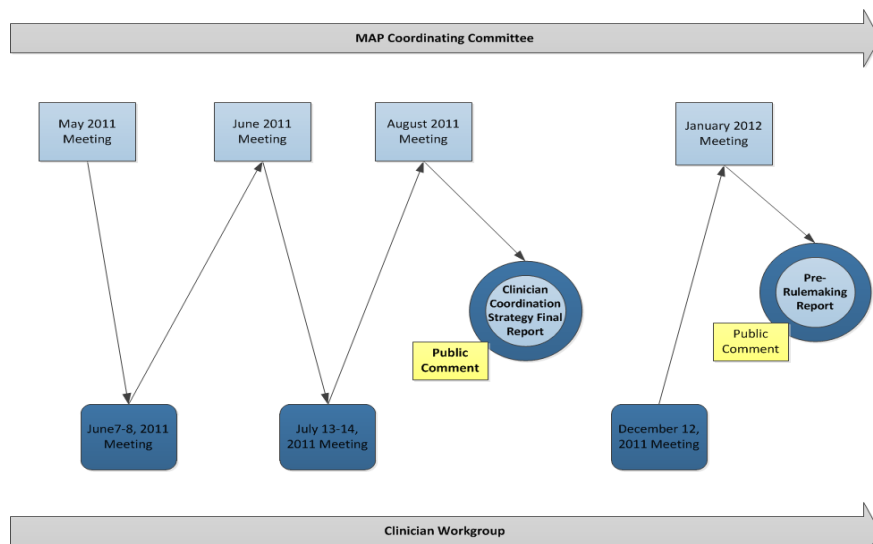 MAP Coordinating Committee
May 2011
Meeting
June 2011
Meeting
August 2011
Meeting
January 2012
Meeting
Clinician
Coordination
Strategy Final
Report
Public
Comment
Pre-
Rulemaking
Report
Public
Comment
June7-8, 2011
Meeting
July 13-14,
2011 Meeting
December 12,
2011 Meeting
Clinician Workgroup